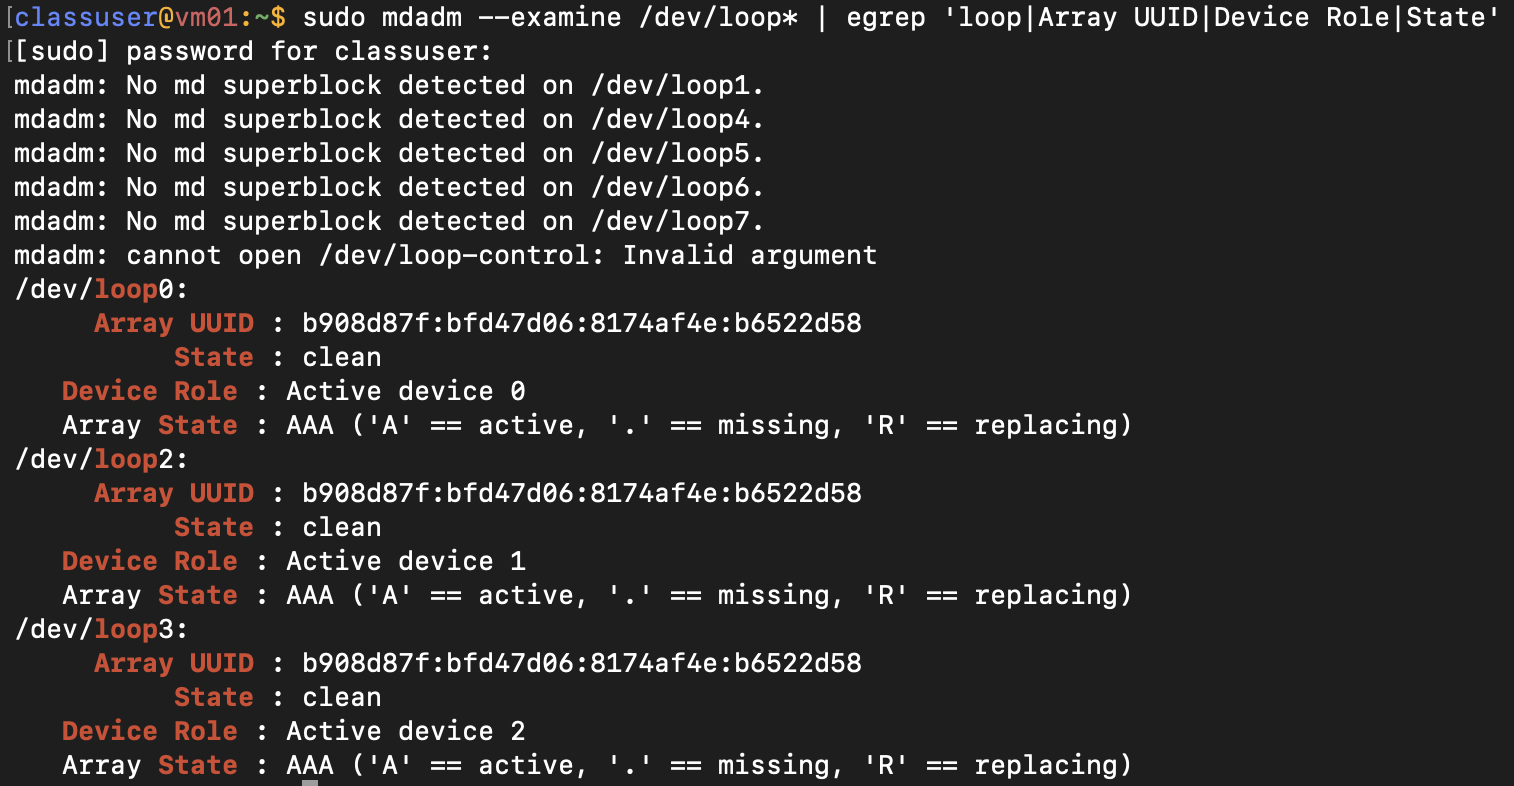 [classuser@vm01:~$ sudo mdadm --examine /dev/loop* | egrep 'loop|Array UUID|Device Role|State'
[[sudo] password for classuser:
mdadm: No md superblock detected on /dev/loop1.
mdadm: No md superblock detected on /dev/loop4.
mdadm: No md superblock detected on /dev/loop5.
mdadm: No md superblock detected on /dev/loop6.
mdadm: No md superblock detected on /dev/loop7.
mdadm: cannot open /dev/loop-control: Invalid argument
/dev/loop0:
     Array UUID : b908d87f:bfd47d06:8174af4e:b6522d58
          State : clean
   Device Role : Active device 0
   Array State : AAA ('A' == active, '.' == missing, 'R' == replacing)
/dev/loop2:
     Array UUID : b908d87f:bfd47d06:8174af4e:b6522d58
          State : clean
   Device Role : Active device 1
   Array State : AAA ('A' == active, '.' == missing, 'R' == replacing)
/dev/loop3:
     Array UUID : b908d87f:bfd47d06:8174af4e:b6522d58
          State : clean
   Device Role : Active device 2
   Array State : AAA ('A' == active, '.' == missing, 'R' == replacing)